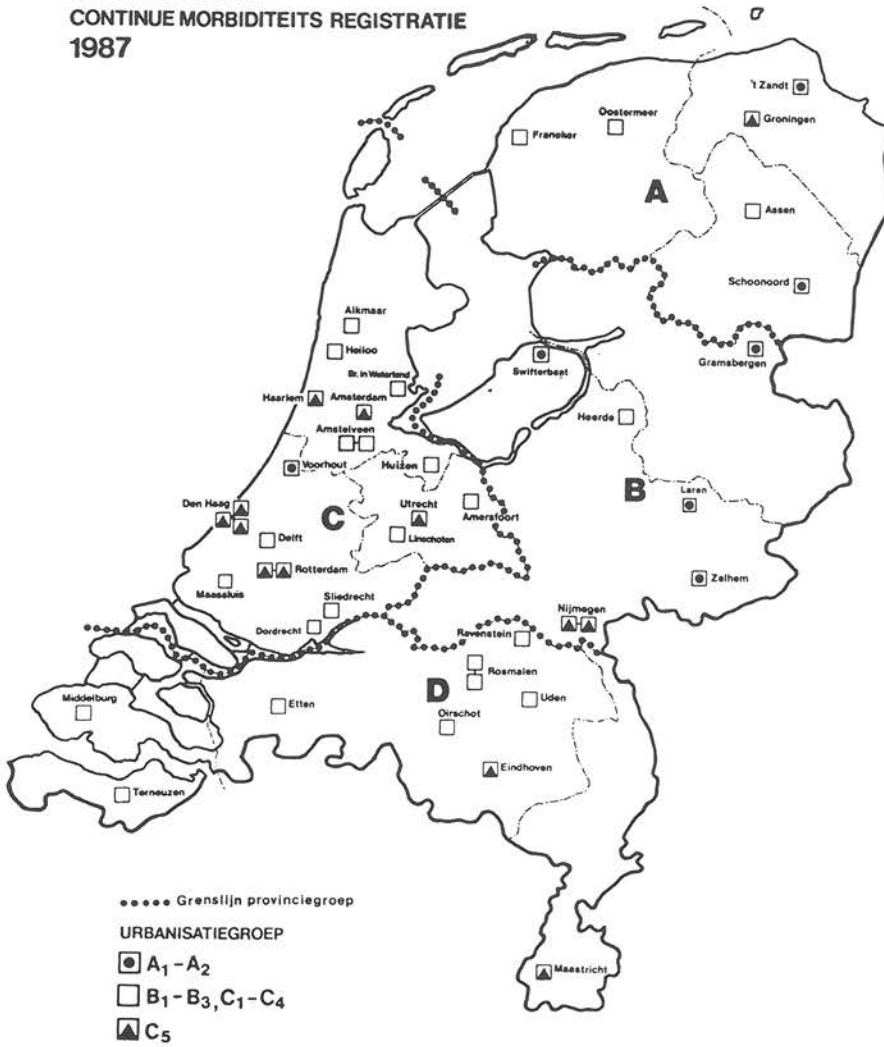 CONTINUE MORBIDITEITS REGISTRATIE
1987
't Zandt
Oostermeer
Groningen
Franeker
A
Assen
Schoonoord
Alkmaar
Heiloo
Gramsbergen
Swifterbant
Br. in Waterland
Haarlem
Amsterdam
Heerde
Amstelveen
Voorhout
Huizen
B
Laren
Den Haag
C
Utrecht
Amersfoort
Delft
Linschoten
Rotterdam
Maassluis
Zelhem
Sliedrecht
Dordrecht
Nijmegen
Ravenstein
Rosmalen
D
Middelburg
Etten
Uden
Oirschot
Eindhoven
Terneuzen
Grenslijn provinciegroep
URBANISATIEGROEP
A1-A2
B1-B3, C1-C4
C5
Maastricht